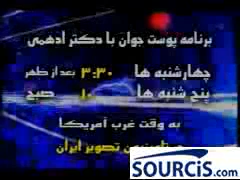 برنامه پوست جوان با دکتر ادهمی
چهارشنبه ها ۳:۳۰ بعد از ظهر
پنج شنبه ها ۱۰ صبح
به وقت غرب آمریکا
تصویر ایران
SOURCiS.COM